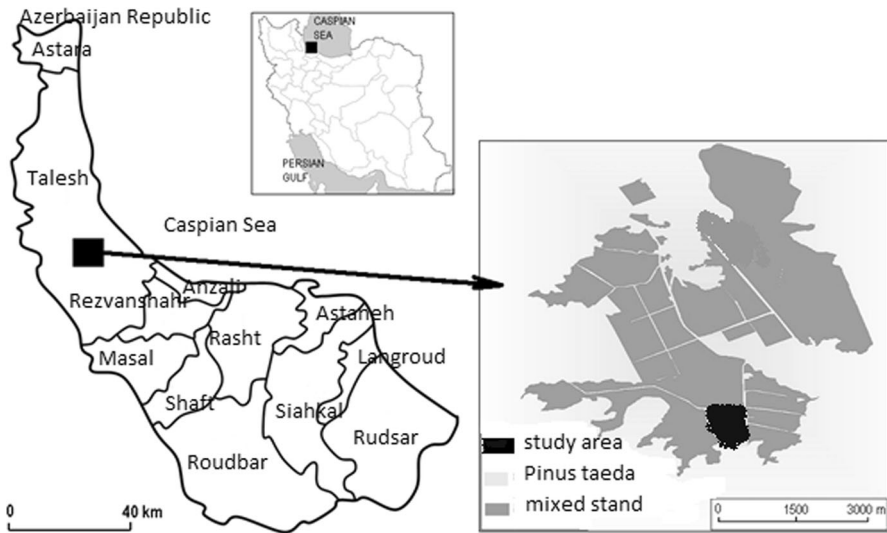 Azerbaijan Republic
Astara
Talesh
Caspian Sea
Rezvanshahr
Anzali
Masal
Rasht
Astaneh
Langroud
Shaft
Siahkal
Roudbar
Rudsar
0 40 km
CASPIAN
SEA
PERSIAN
GULF
study area
Pinus taeda
mixed stand
0 1500 3000 m